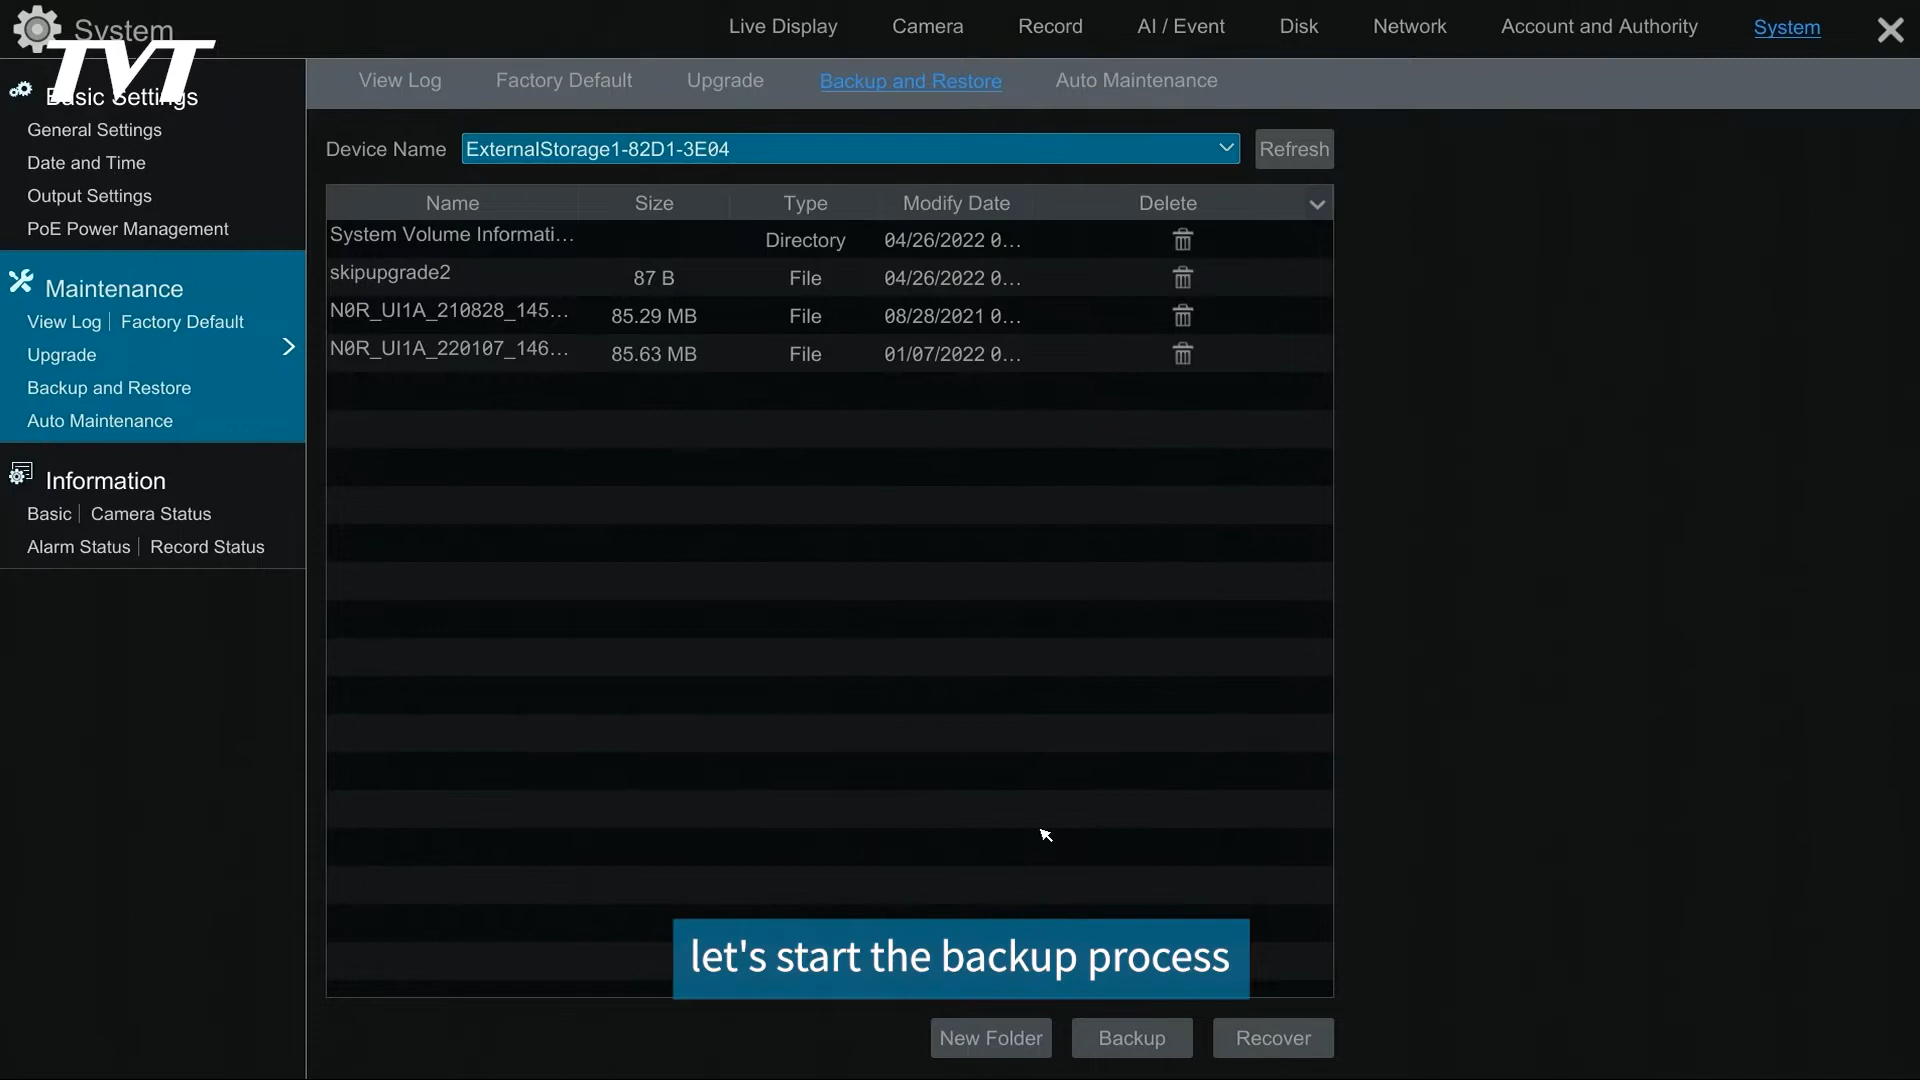 System
TVT
Live Display Camera Record AI / Event Disk Network Account and Authority System
View Log Factory Default Upgrade Backup and Restore Auto Maintenance
Basic Settings
General Settings
Date and Time
Output Settings
PoE Power Management
Maintenance
View Log | Factory Default
Upgrade
Backup and Restore
Auto Maintenance
Information
Basic | Camera Status
Alarm Status | Record Status
Device Name ExternalStorage1-82D1-3E04 Refresh
Name Size Type Modify Date Delete
System Volume Informati... Directory 04/26/2022 0...
skipupgrade2 87 B File 04/26/2022 0...
N0R_UI1A_210828_145... 85.29 MB File 08/28/2021 0...
N0R_UI1A_220107_146... 85.63 MB File 01/07/2022 0...
let's start the backup process
New Folder Backup Recover